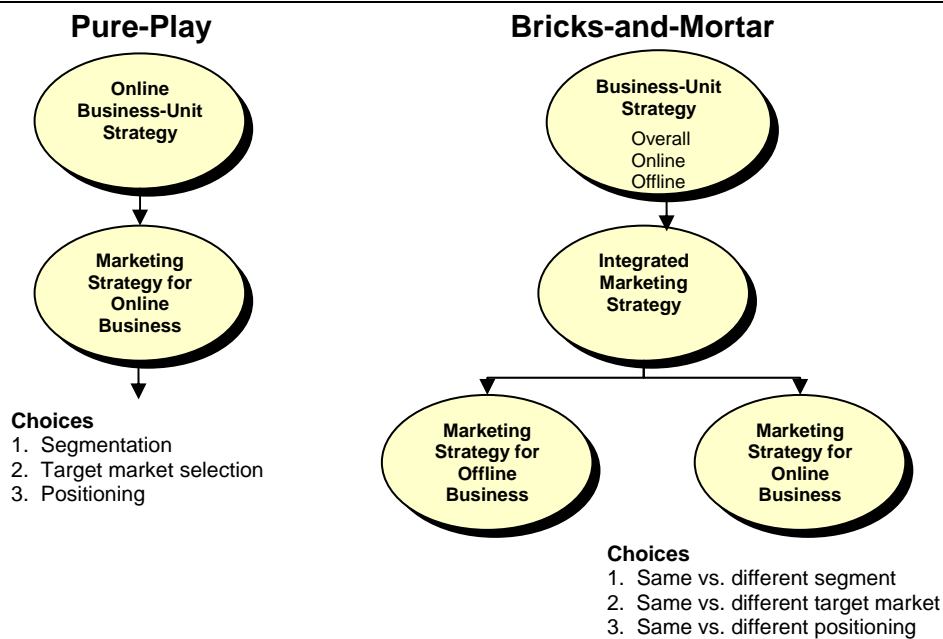 Pure-Play
Online
Business-Unit
Strategy
Marketing
Strategy for
Online
Business
Choices
1. Segmentation
2. Target market selection
3. Positioning
Bricks-and-Mortar
Business-Unit
Strategy
Overall
Online
Offline
Integrated
Marketing
Strategy
Marketing
Strategy for
Offline
Business
Marketing
Strategy for
Online
Business
Choices
1. Same vs. different segment
2. Same vs. different target market
3. Same vs. different positioning